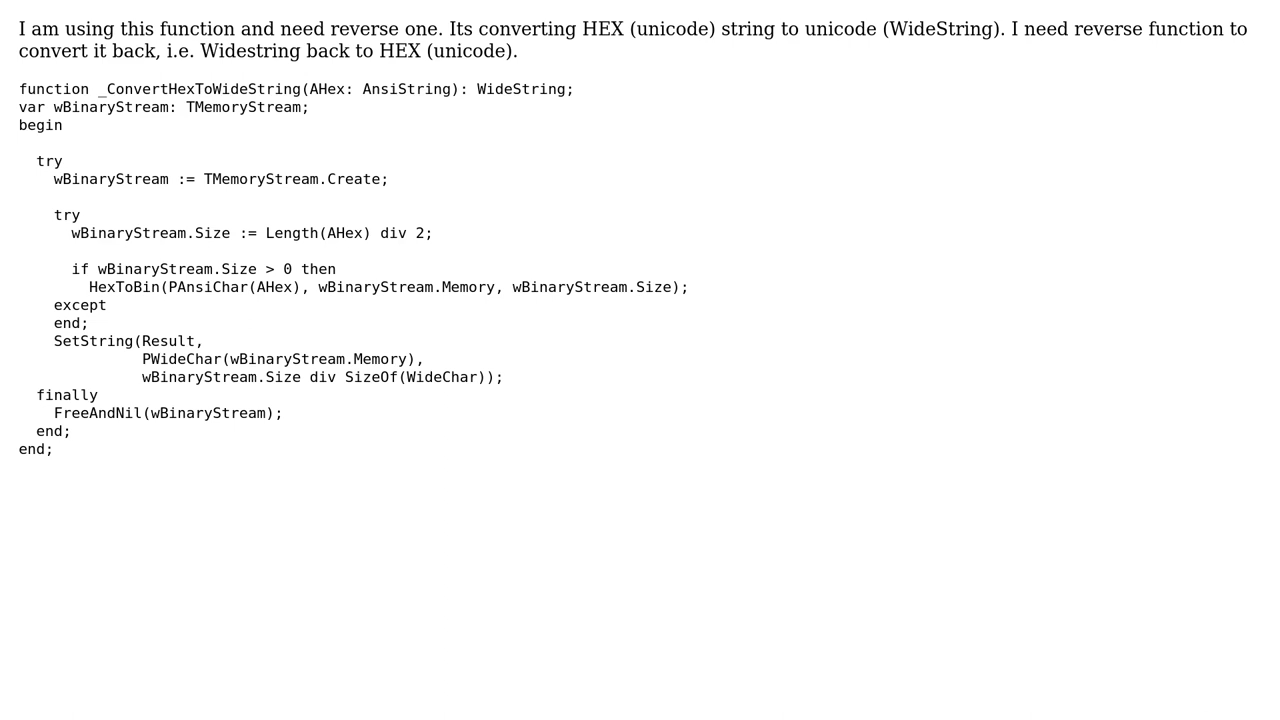 I am using this function and need reverse one. Its converting HEX (unicode) string to unicode (WideString). I need reverse function to
convert it back, i.e. Widestring back to HEX (unicode).
function _ConvertHexToWideString(AHex: AnsiString): WideString;
var wBinaryStream: TMemoryStream;
begin
  try
    wBinaryStream := TMemoryStream.Create;
    try
      wBinaryStream.Size := Length(AHex) div 2;
      if wBinaryStream.Size > 0 then
        HexToBin(PAnsiChar(AHex), wBinaryStream.Memory, wBinaryStream.Size);
    except
    end;
    SetString(Result,
              PWideChar(wBinaryStream.Memory),
              wBinaryStream.Size div SizeOf(WideChar));
  finally
    FreeAndNil(wBinaryStream);
  end;
end;